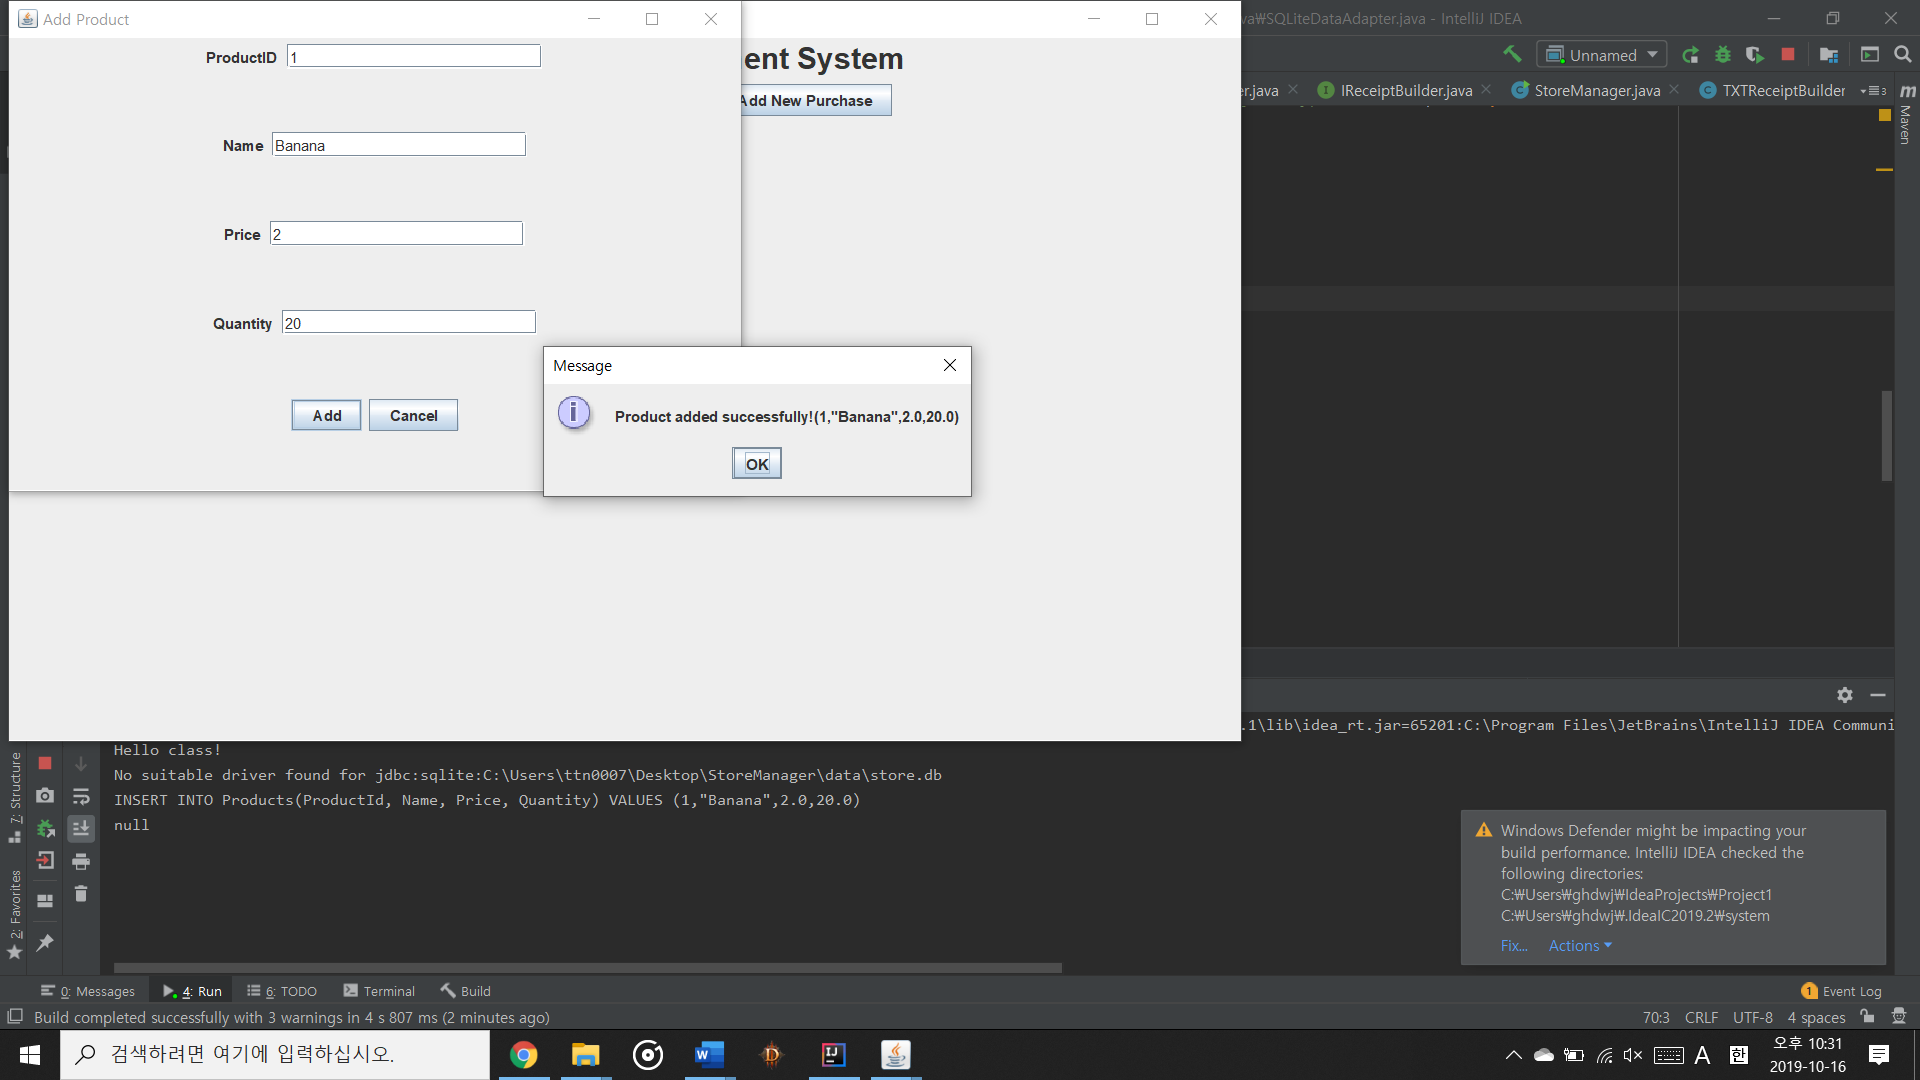 Add Product
va₩SQLiteDataAdapter.java - IntelliJ IDEA
ProductID 1
ent System
Unnamed
Add New Purchase
er.java
IReceiptBuilder.java
StoreManager.java
TXTReceiptBuilder
3
m
Maven
Name Banana
Price 2
Quantity 20
Message
Add
Cancel
Product added successfully!(1,"Banana",2.0,20.0)
OK
.1\lib\idea_rt.jar=65201:C:\Program Files\JetBrains\IntelliJ IDEA Communi
Hello class!
No suitable driver found for jdbc:sqlite:C:\Users\ttn0007\Desktop\StoreManager\data\store.db
INSERT INTO Products(ProductId, Name, Price, Quantity) VALUES (1,"Banana",2.0,20.0)
null
7: Structure
2: Favorites
Windows Defender might be impacting your
build performance. IntelliJ IDEA checked the
following directories:
C:₩Users₩ghdwj₩IdeaProjects₩Project1
C:₩Users₩ghdwj₩.IdeaIC2019.2₩system
Fix...
Actions
0: Messages
4: Run
6: TODO
Terminal
Build
1 Event Log
Build completed successfully with 3 warnings in 4 s 807 ms (2 minutes ago)
70:3 CRLF UTF-8 4 spaces
검색하려면 여기에 입력하십시오.
W
D
IJ
A
한
오후 10:31
2019-10-16